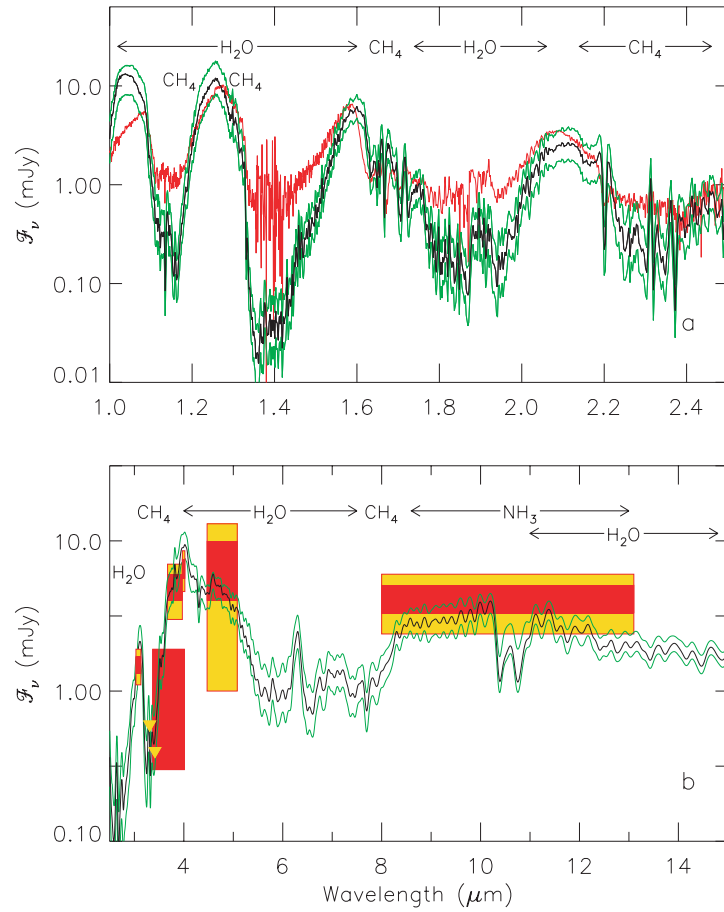 H₂O CH₄ H₂O CH₄
CH₄ CH₄
10.0
1.00
0.10
0.01
ℱν (mJy)
a
1.0 1.2 1.4 1.6 1.8 2.0 2.2 2.4
CH₄ H₂O CH₄ NH₃
H₂O
H₂O
10.0
1.00
0.10
ℱν (mJy)
b
4 6 8 10 12 14
Wavelength (μm)